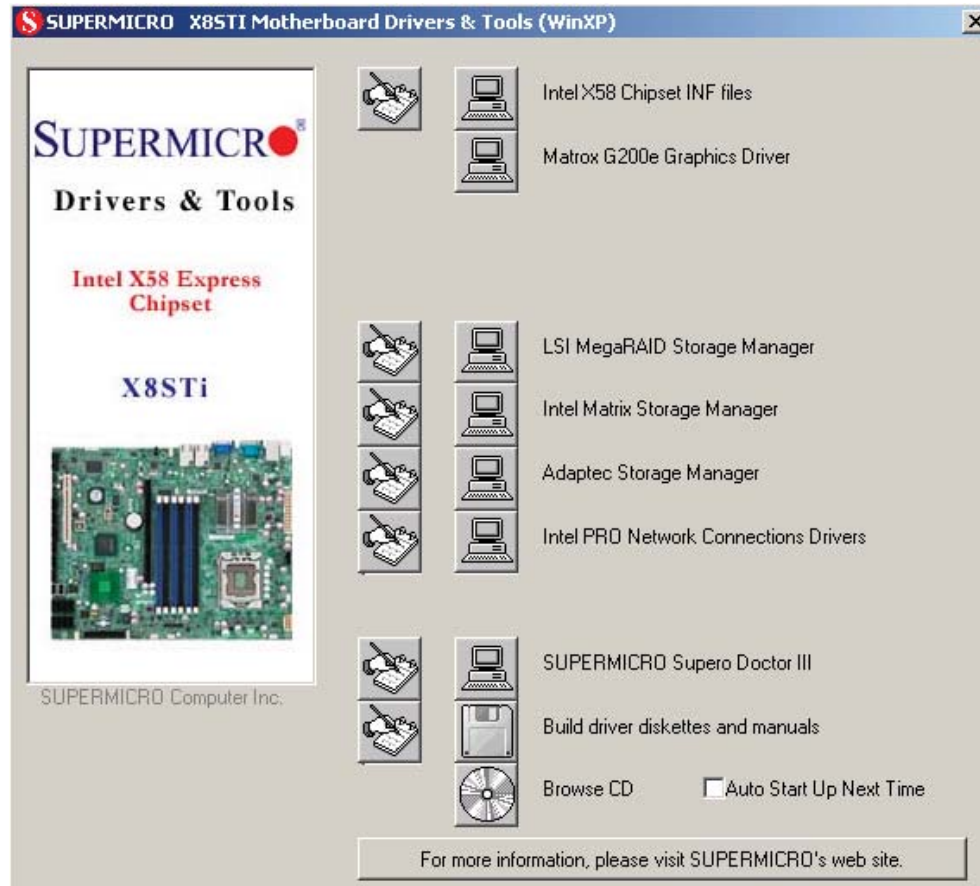 SUPERMICRO X8STI Motherboard Drivers & Tools (WinXP)
SUPERMICRO®
Drivers & Tools
Intel X58 Express
Chipset
X8STi
SUPERMICRO Computer Inc.
Intel X58 Chipset INF files
Matrox G200e Graphics Driver
LSI MegaRAID Storage Manager
Intel Matrix Storage Manager
Adaptec Storage Manager
Intel PRO Network Connections Drivers
SUPERMICRO Supero Doctor III
Build driver diskettes and manuals
Browse CD
Auto Start Up Next Time
For more information, please visit SUPERMICRO's web site.